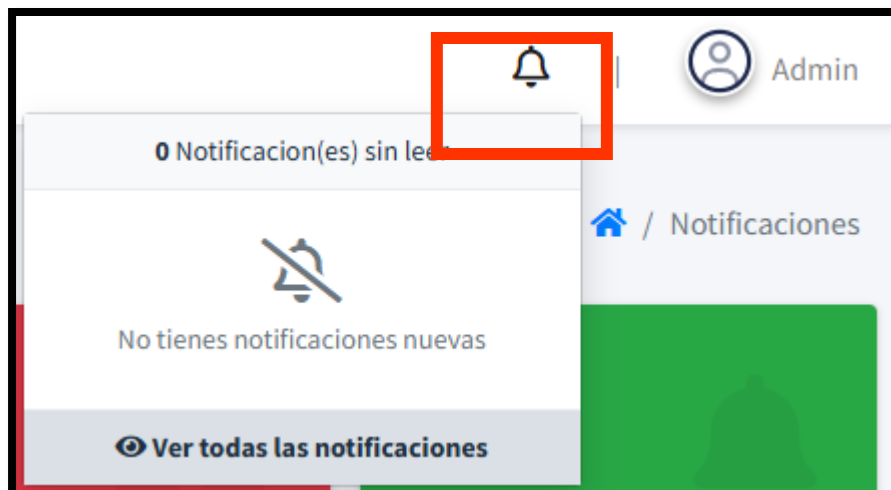 | Admin
0 Notificacion(es) sin leer
/ Notificaciones
No tienes notificaciones nuevas
Ver todas las notificaciones